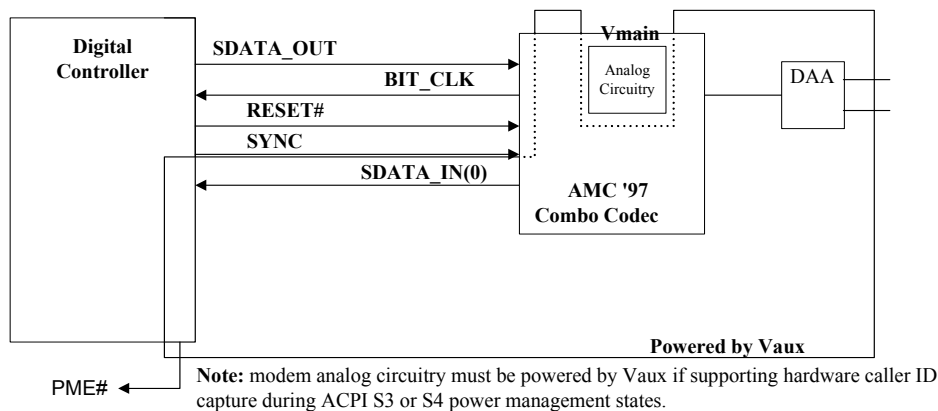 Vmain
Digital
Controller
SDATA_OUT
Analog
Circuitry
DAA
BIT_CLK
RESET#
SYNC
SDATA_IN(0)
AMC '97
Combo Codec
Powered by Vaux
PME#
Note: modem analog circuitry must be powered by Vaux if supporting hardware caller ID
capture during ACPI S3 or S4 power management states.